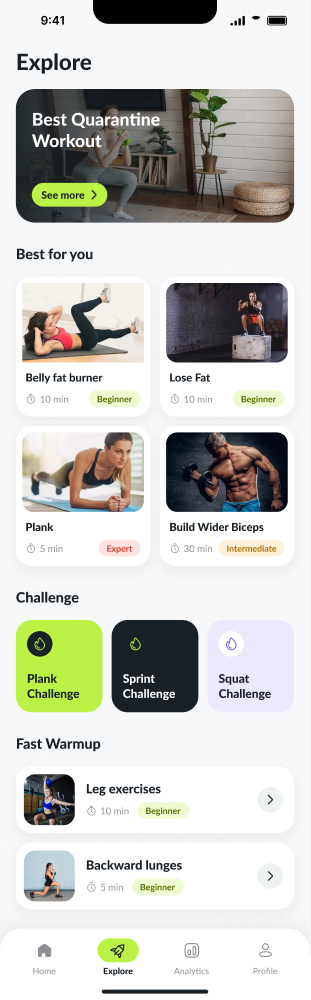 9:41
Explore
Best Quarantine
Workout
See more
Best for you
Belly fat burner
10 min
Beginner
Lose Fat
10 min
Beginner
Plank
5 min
Expert
Build Wider Biceps
30 min
Intermediate
Challenge
Plank
Challenge
Sprint
Challenge
Squat
Challenge
Fast Warmup
Leg exercises
10 min
Beginner
Backward lunges
5 min
Beginner
Home
Explore
Analytics
Profile